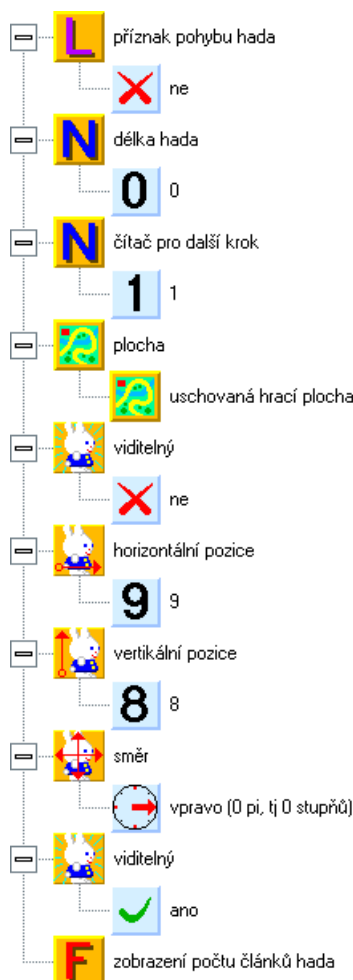 L příznak pohybu hada
ne
N délka hada
0 0
N čítač pro další krok
1 1
plocha
uschovaná hrací plocha
viditelný
ne
horizontální pozice
9 9
vertikální pozice
8 8
směr
vpravo (0 pi, tj 0 stupňů)
viditelný
ano
F zobrazení počtu článků hada